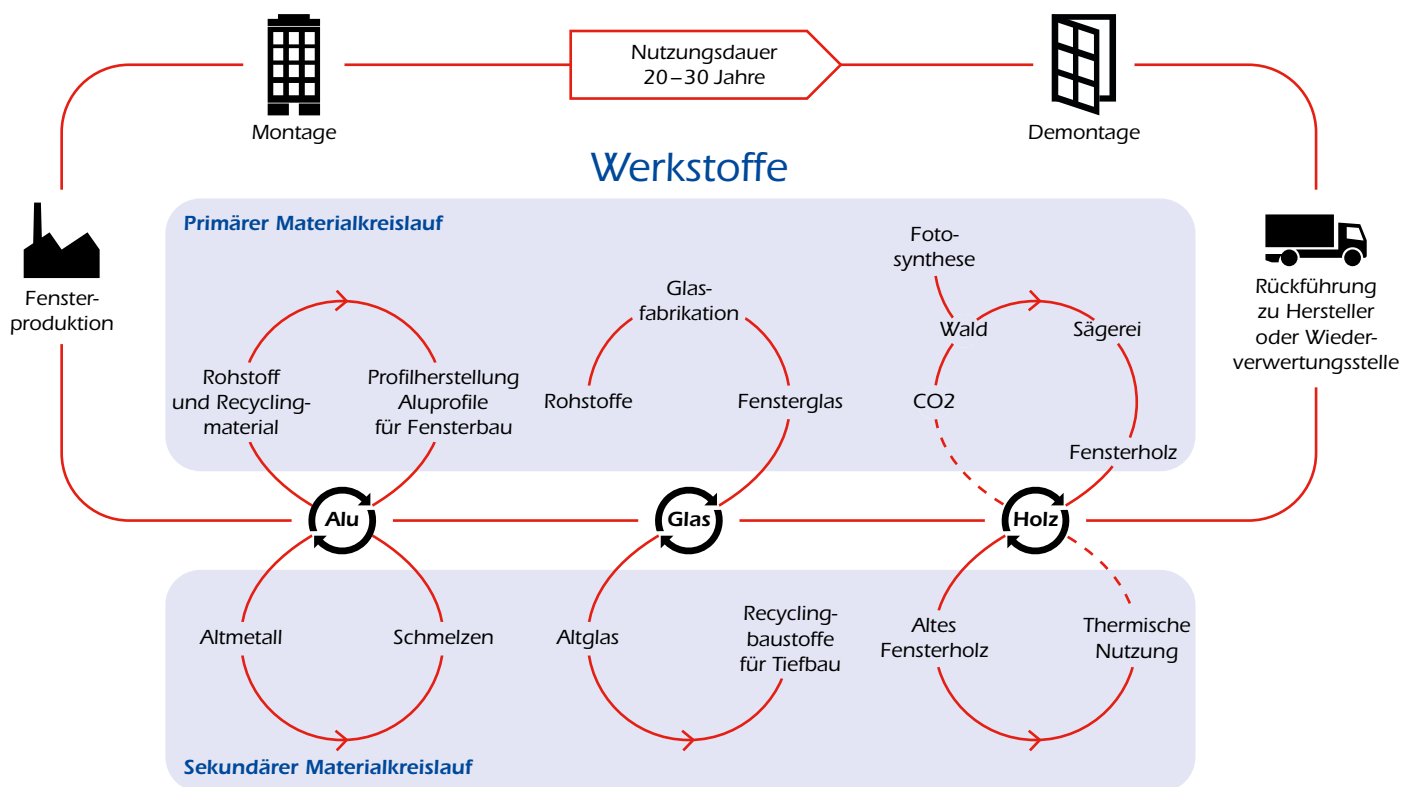 Nutzungsdauer
20–30 Jahre
Montage
Demontage
Werkstoffe
Primärer Materialkreislauf
Fenster-
produktion
Rohstoff
und Recycling-
material
Profilherstellung
Aluprofile
für Fensterbau
Glas-
fabrikation
Rohstoffe
Fensterglas
Foto-
synthese
Wald
Sägerei
CO2
Fensterholz
Rückführung
zu Hersteller
oder Wieder-
verwertungsstelle
Alu
Glas
Holz
Altmetall
Schmelzen
Altglas
Recycling-
baustoffe
für Tiefbau
Altes
Fensterholz
Thermische
Nutzung
Sekundärer Materialkreislauf